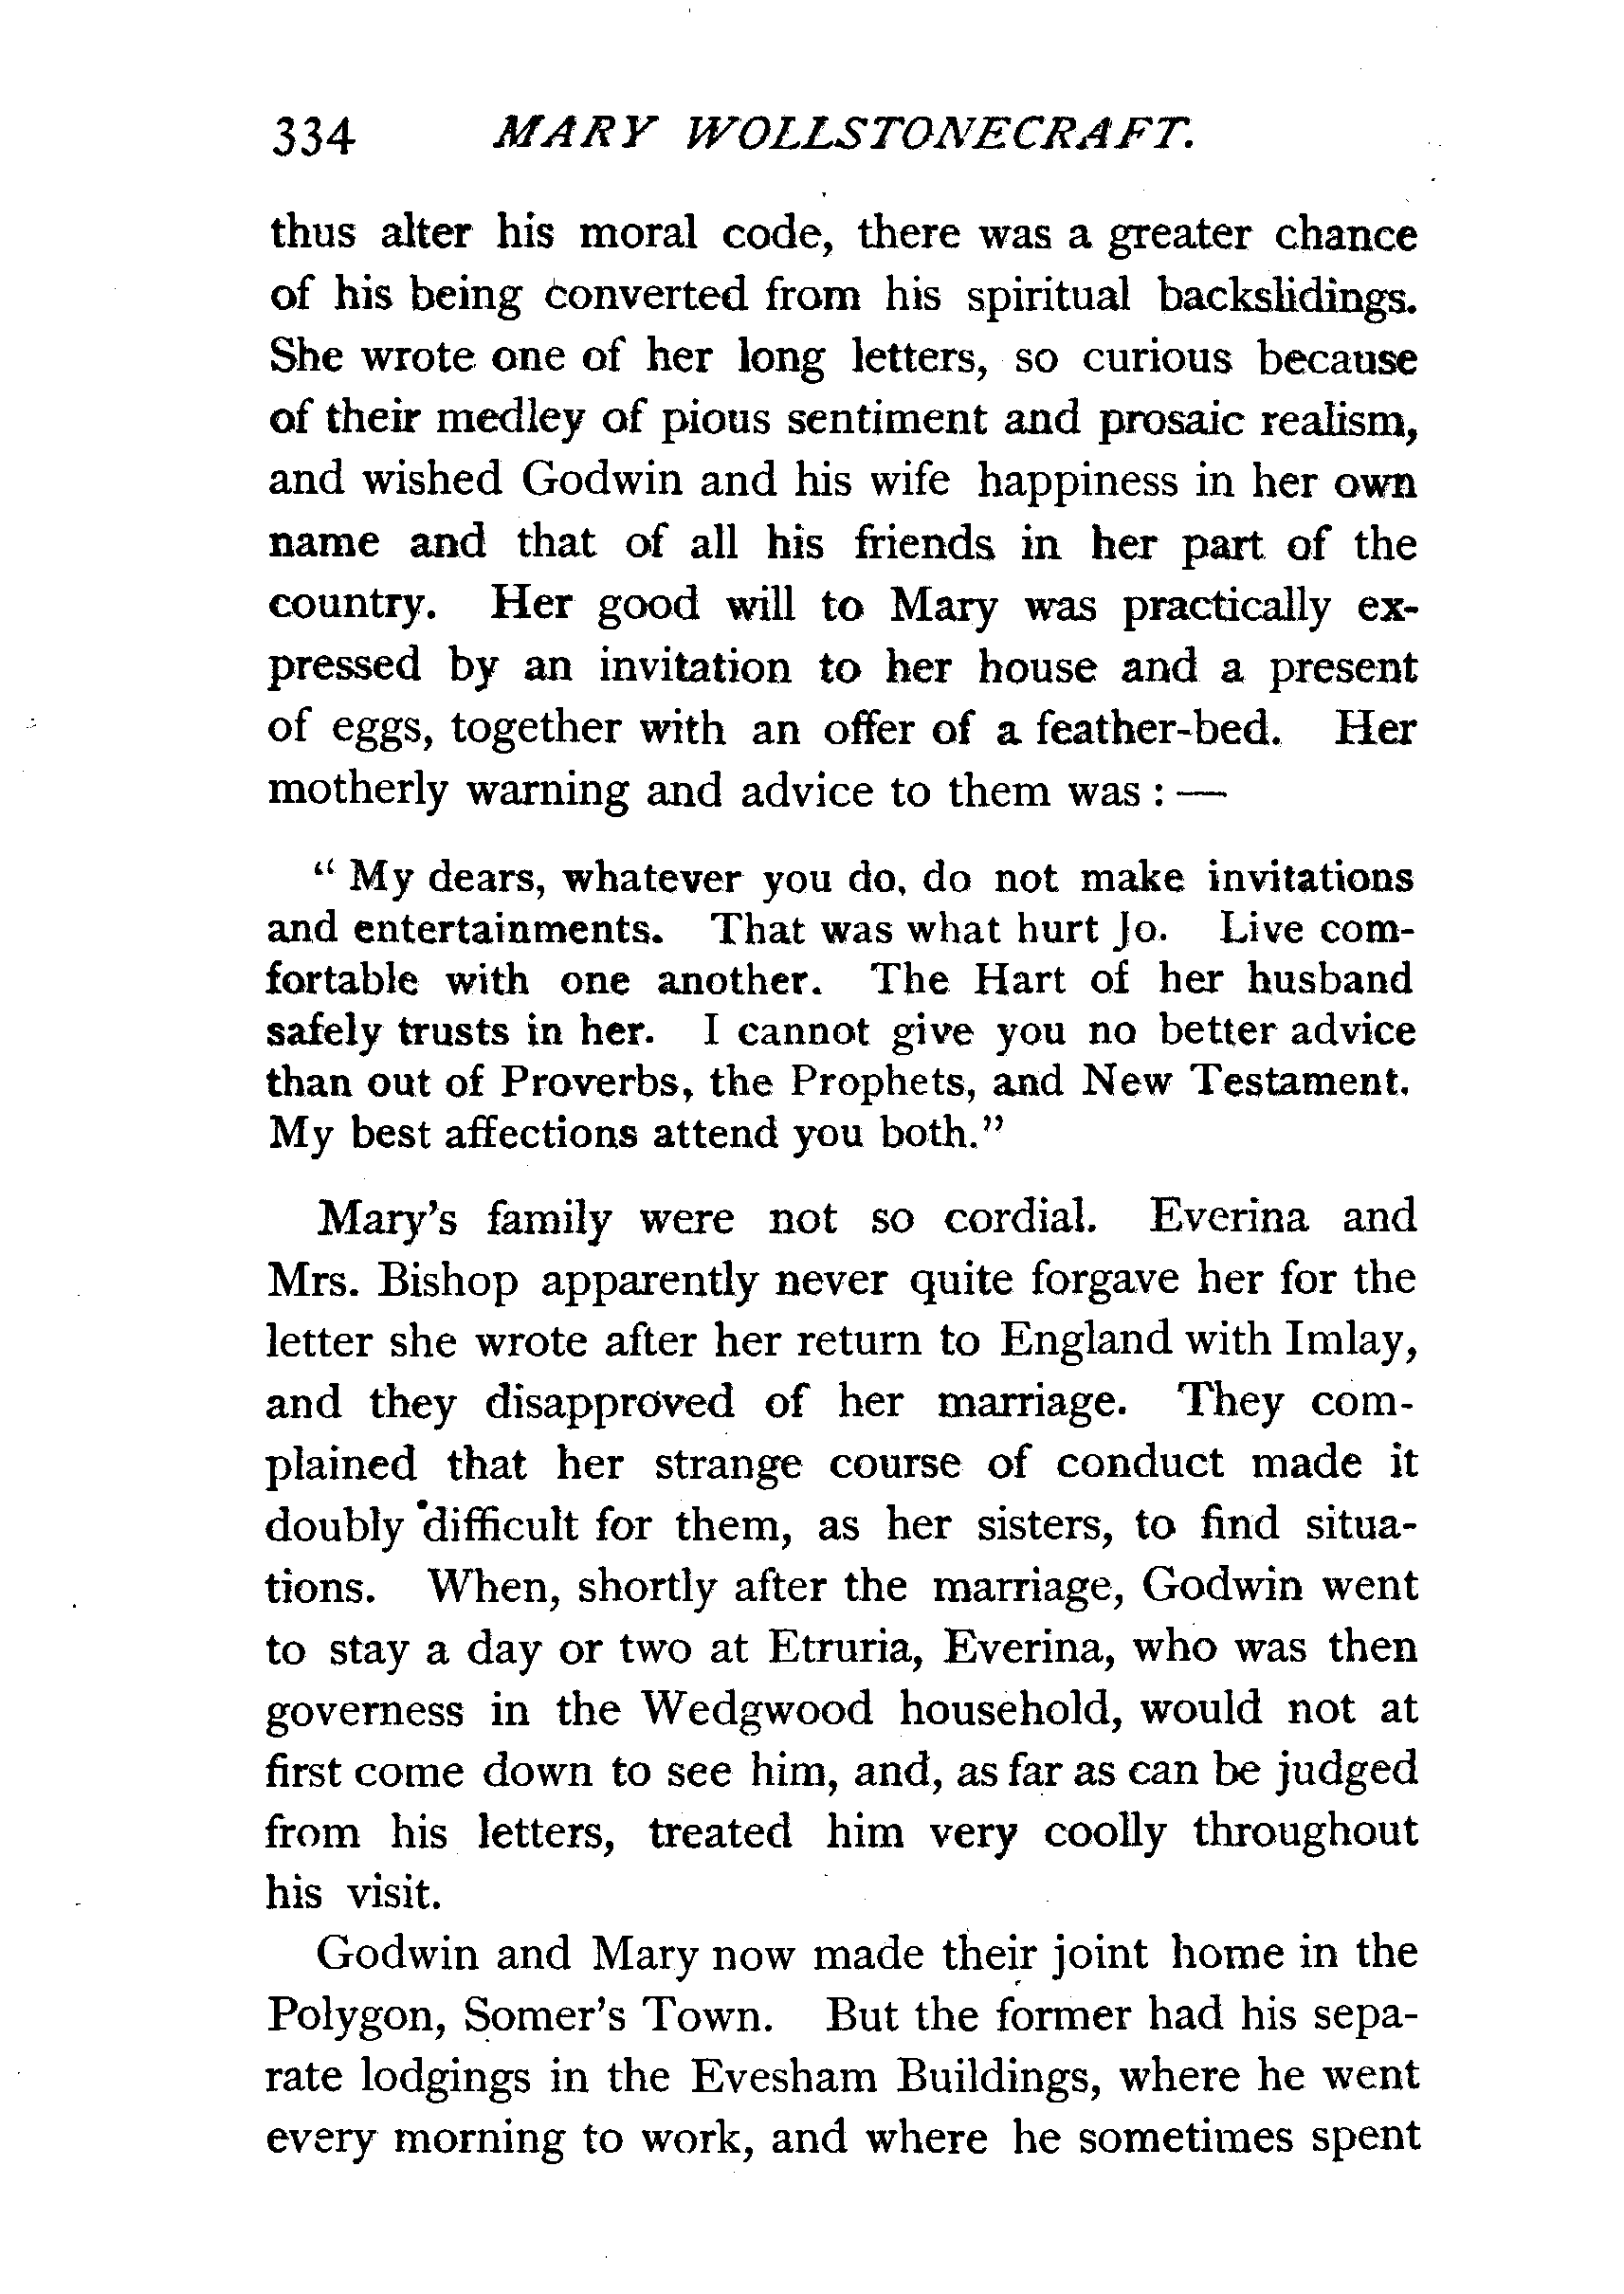 334 MARY WOLLSTONECRAFT.
thus alter his moral code, there was a greater chance
of his being converted from his spiritual backslidings.
She wrote one of her long letters, so curious because
of their medley of pious sentiment and prosaic realism,
and wished Godwin and his wife happiness in her own
name and that of all his friends in her part of the
country. Her good will to Mary was practically ex-
pressed by an invitation to her house and a present
of eggs, together with an offer of a feather-bed. Her
motherly warning and advice to them was : —
“ My dears, whatever you do, do not make invitations
and entertainments. That was what hurt Jo. Live com-
fortable with one another. The Hart of her husband
safely trusts in her. I cannot give you no better advice
than out of Proverbs, the Prophets, and New Testament.
My best affections attend you both.”
Mary's family were not so cordial. Everina and
Mrs. Bishop apparently never quite forgave her for the
letter she wrote after her return to England with Imlay,
and they disapproved of her marriage. They com-
plained that her strange course of conduct made it
doubly difficult for them, as her sisters, to find situa-
tions. When, shortly after the marriage, Godwin went
to stay a day or two at Etruria, Everina, who was then
governess in the Wedgwood household, would not at
first come down to see him, and, as far as can be judged
from his letters, treated him very coolly throughout
his visit.
Godwin and Mary now made their joint home in the
Polygon, Somer's Town. But the former had his sepa-
rate lodgings in the Evesham Buildings, where he went
every morning to work, and where he sometimes spent